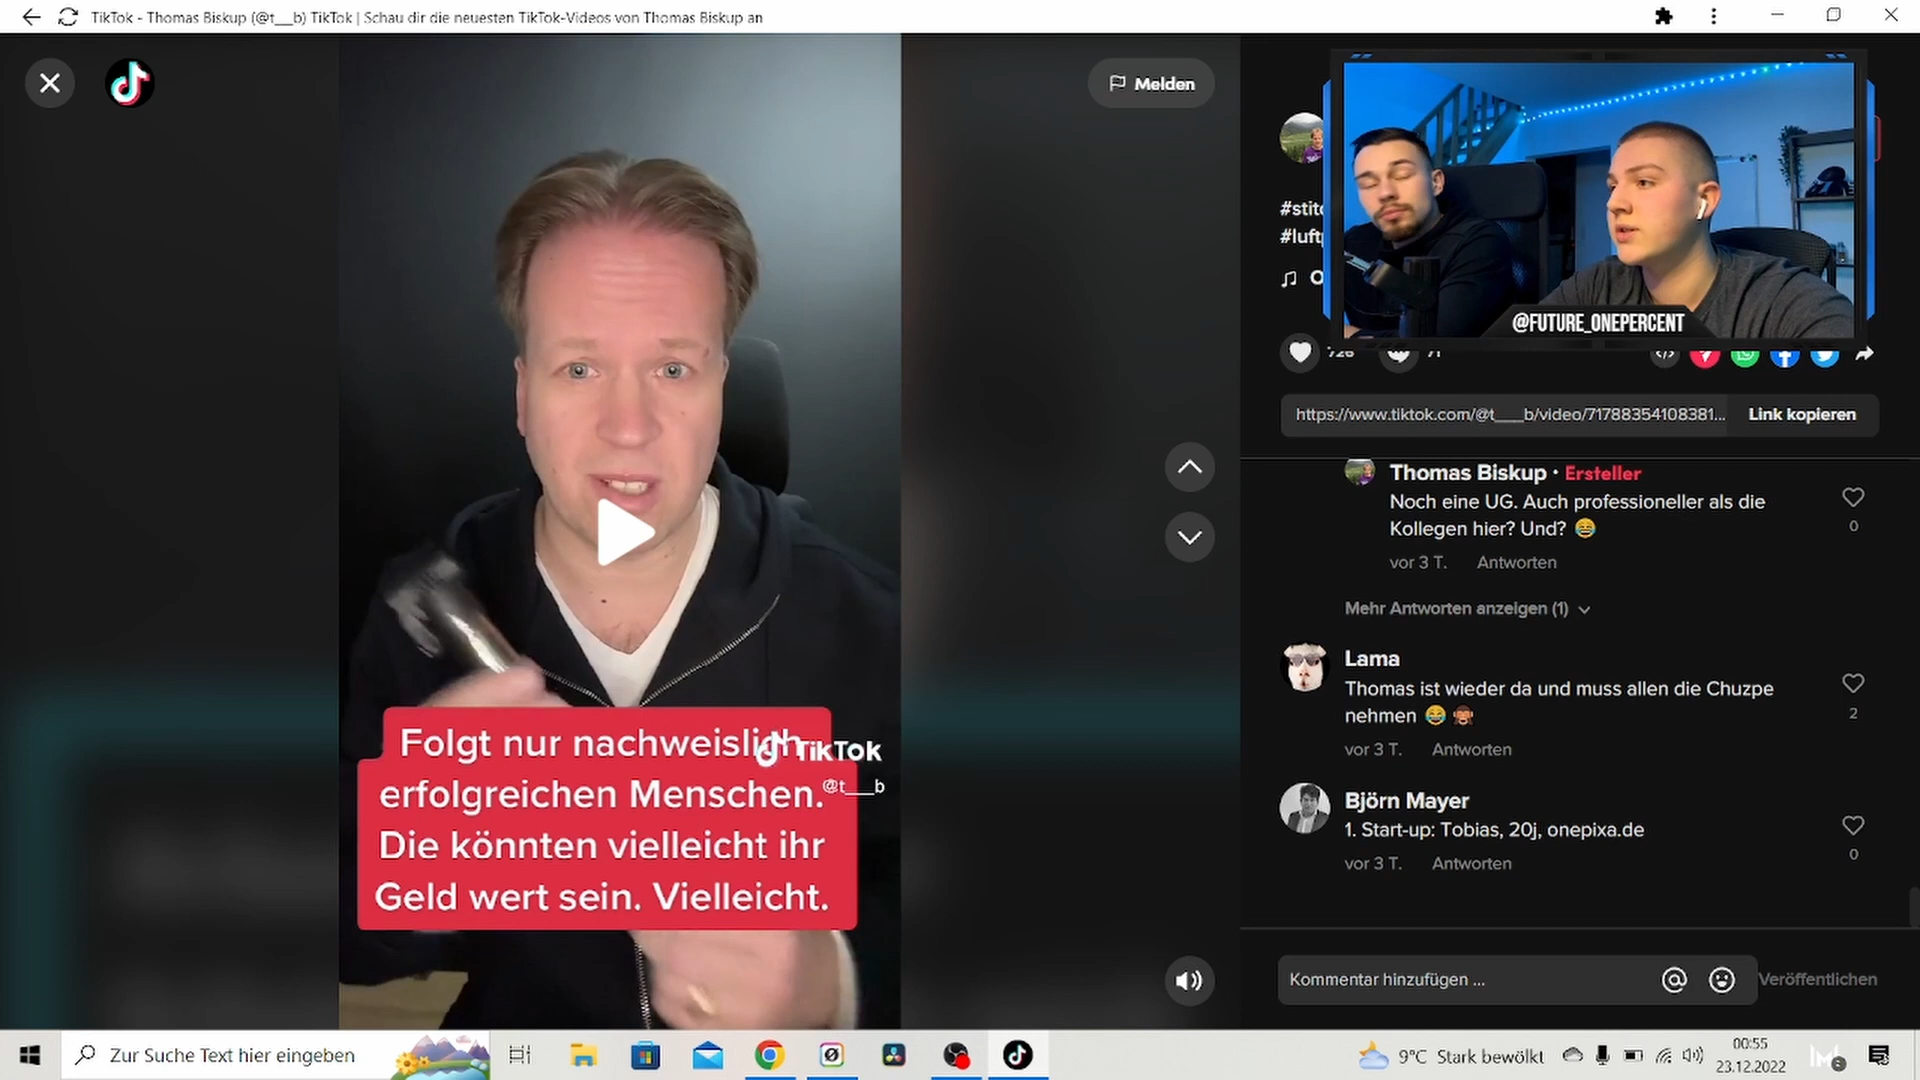 TikTok - Thomas Biskup (@t___b) TikTok | Schau dir die neuesten TikTok-Videos von Thomas Biskup an
Melden
@FUTURE_ONEPERCENT
726
71
https://www.tiktok.com/@t___b/video/71788354108381...
Link kopieren
Thomas Biskup · Ersteller
Noch eine UG. Auch professioneller als die
Kollegen hier? Und? 😂
0
vor 3 T. Antworten
Mehr Antworten anzeigen (1)
Lama
Thomas ist wieder da und muss allen die Chuzpe
nehmen 😂 🙈
2
vor 3 T. Antworten
Björn Mayer
1. Start-up: Tobias, 20j, onepixa.de
0
vor 3 T. Antworten
Kommentar hinzufügen ...
Veröffentlichen
Folgt nur nachweislich
erfolgreichen Menschen.
Die könnten vielleicht ihr
Geld wert sein. Vielleicht.
TikTok
@t___b
Zur Suche Text hier eingeben
9°C Stark bewölkt
00:55
23.12.2022